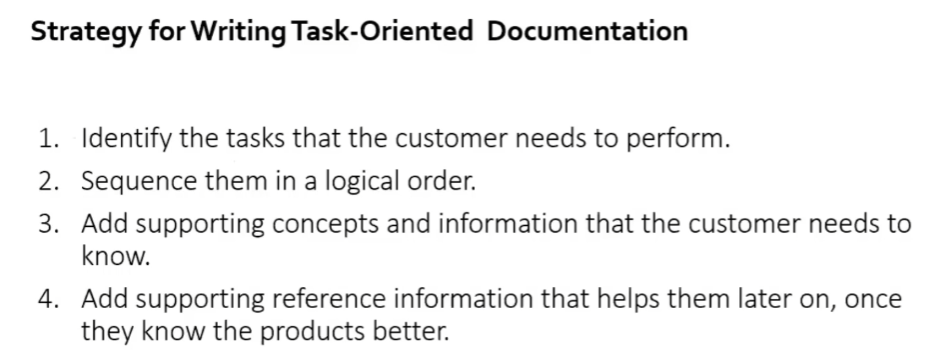 Strategy for Writing Task-Oriented Documentation
1. Identify the tasks that the customer needs to perform.
2. Sequence them in a logical order.
3. Add supporting concepts and information that the customer needs to
know.
4. Add supporting reference information that helps them later on, once
they know the products better.